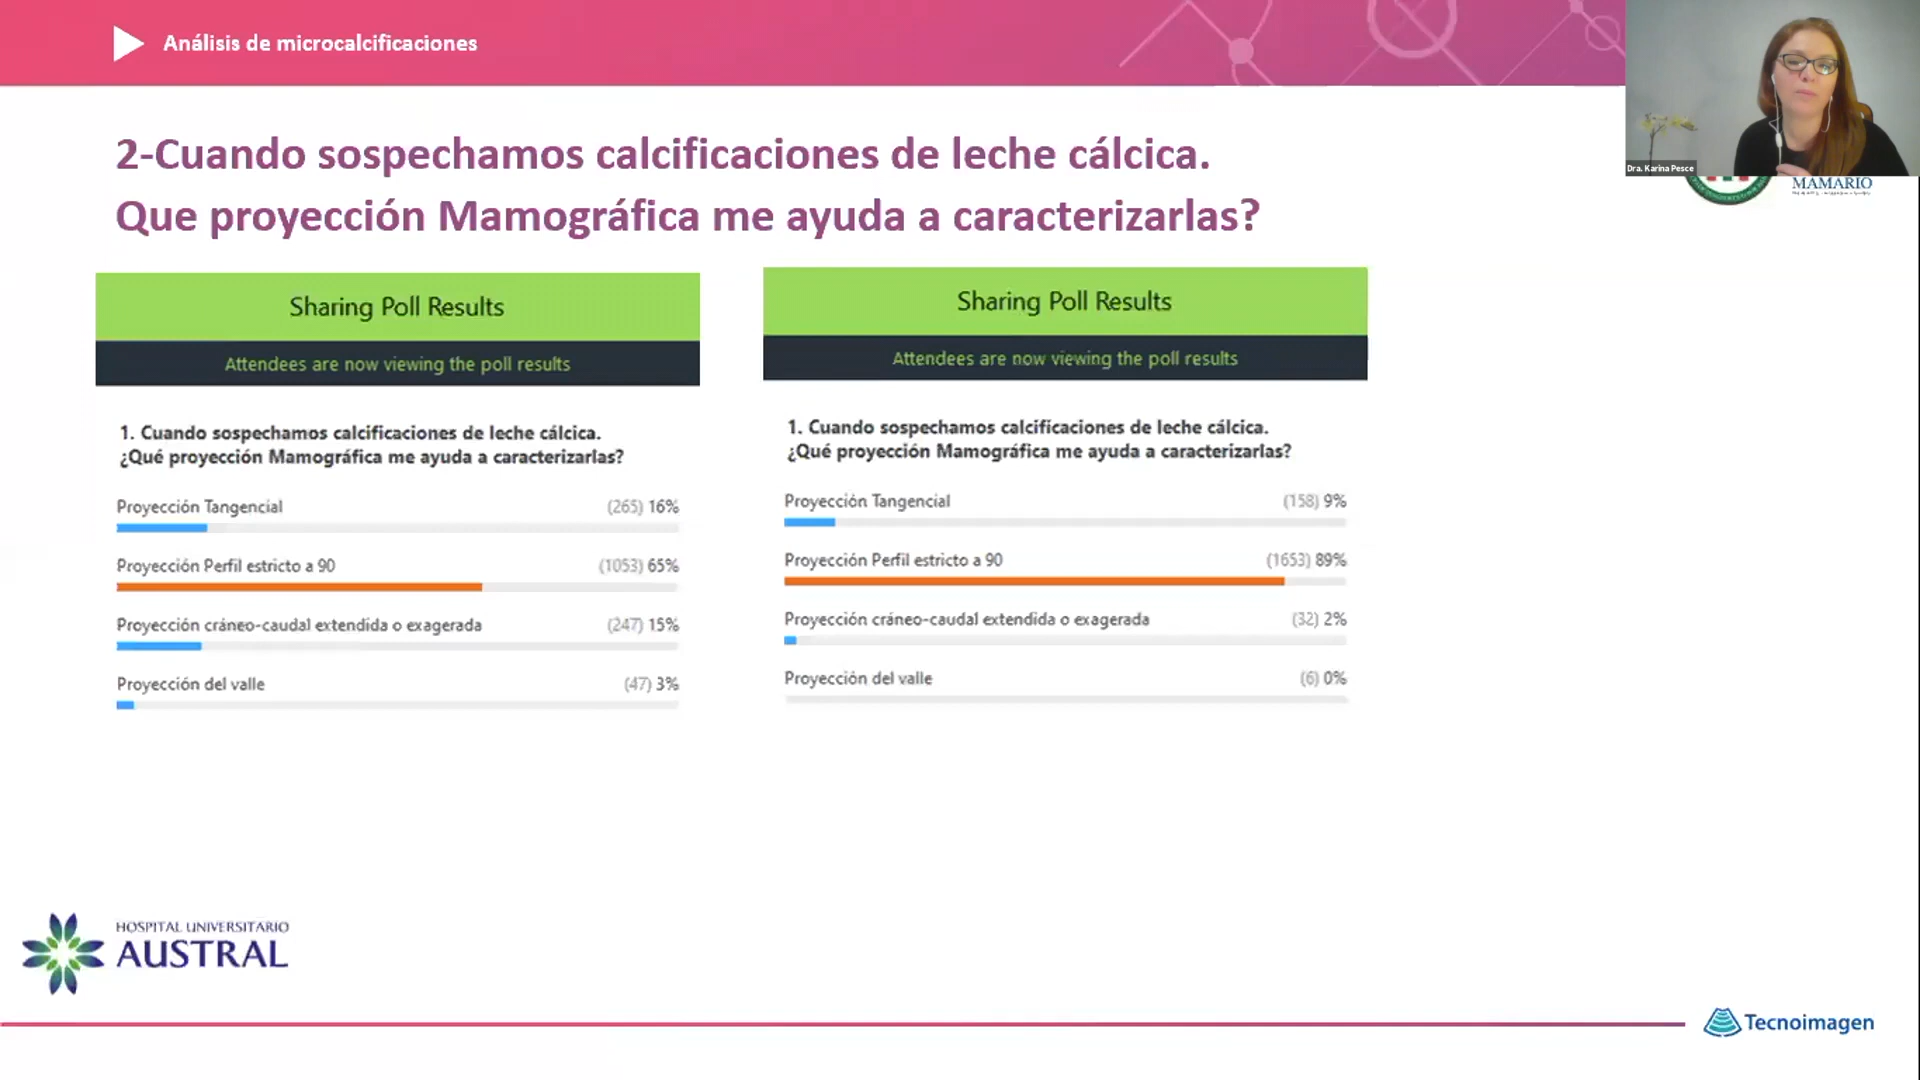 Análisis de microcalcificaciones
Dra. Karina Pesce
MAMARIO
2-Cuando sospechamos calcificaciones de leche cálcica.
Que proyección Mamográfica me ayuda a caracterizarlas?
Sharing Poll Results
Attendees are now viewing the poll results
1. Cuando sospechamos calcificaciones de leche cálcica.
¿Qué proyección Mamográfica me ayuda a caracterizarlas?
Proyección Tangencial (265) 16%
Proyección Perfil estricto a 90 (1053) 65%
Proyección cráneo-caudal extendida o exagerada (247) 15%
Proyección del valle (47) 3%
Sharing Poll Results
Attendees are now viewing the poll results
1. Cuando sospechamos calcificaciones de leche cálcica.
¿Qué proyección Mamográfica me ayuda a caracterizarlas?
Proyección Tangencial (158) 9%
Proyección Perfil estricto a 90 (1653) 89%
Proyección cráneo-caudal extendida o exagerada (32) 2%
Proyección del valle (6) 0%
HOSPITAL UNIVERSITARIO
AUSTRAL
Tecnoimagen